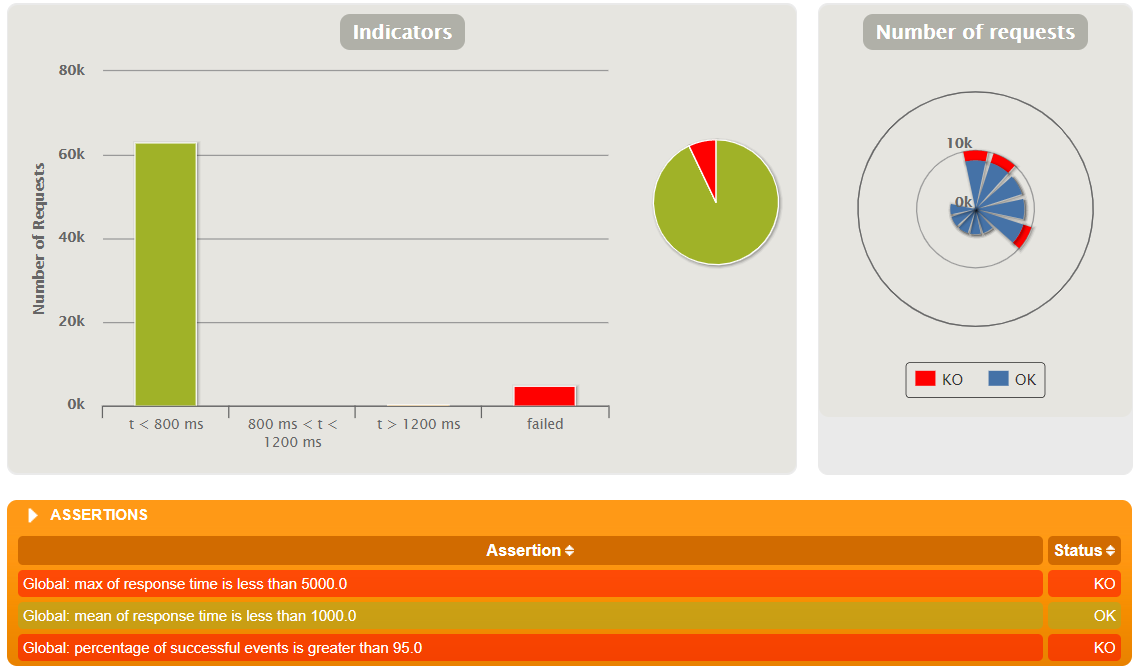 Indicators
Number of Requests
80k
60k
40k
20k
0k
t < 800 ms
800 ms < t <
1200 ms
t > 1200 ms
failed
Number of requests
10k
0k
KO
OK
ASSERTIONS
Assertion Status
Global: max of response time is less than 5000.0 KO
Global: mean of response time is less than 1000.0 OK
Global: percentage of successful events is greater than 95.0 KO